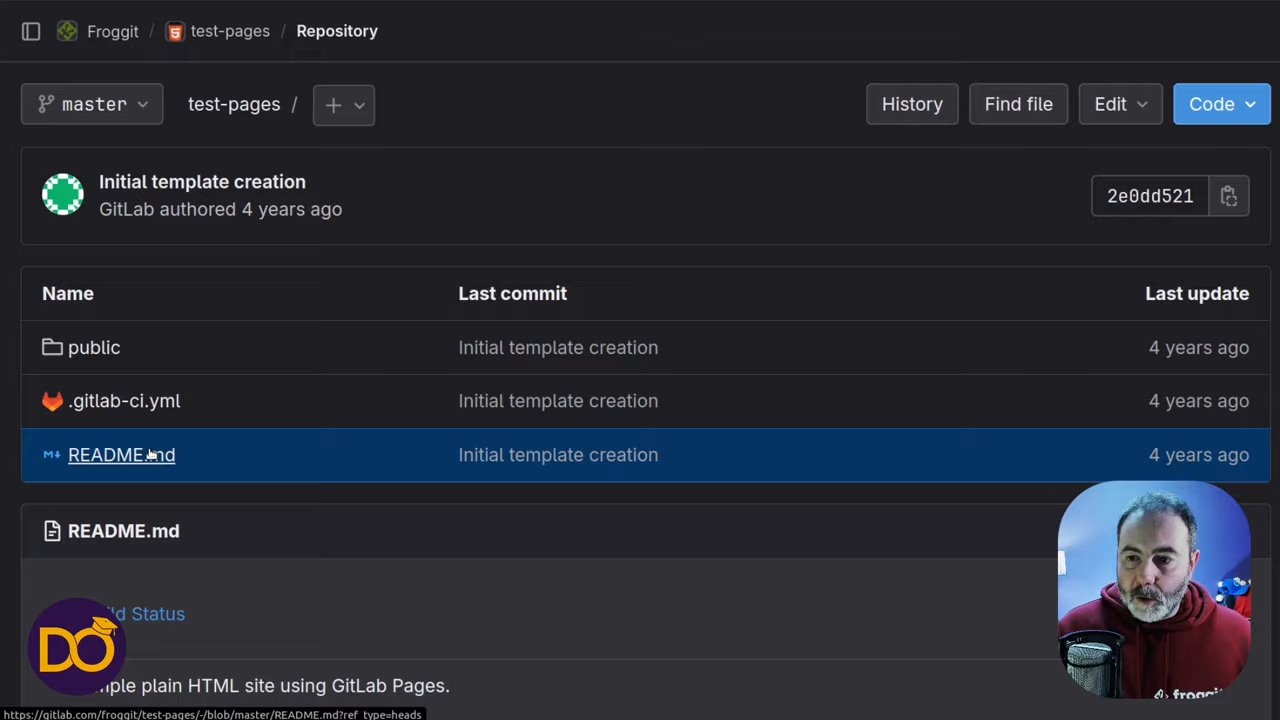 Froggit / test-pages / Repository
master test-pages / + History Find file Edit Code
Initial template creation
GitLab authored 4 years ago
2e0dd521
Name Last commit Last update
public Initial template creation 4 years ago
.gitlab-ci.yml Initial template creation 4 years ago
README.md Initial template creation 4 years ago
README.md
Status
DO
plain HTML site using GitLab Pages.
https://gitlab.com/froggit/test-pages/-/blob/master/README.md?ref_type=heads